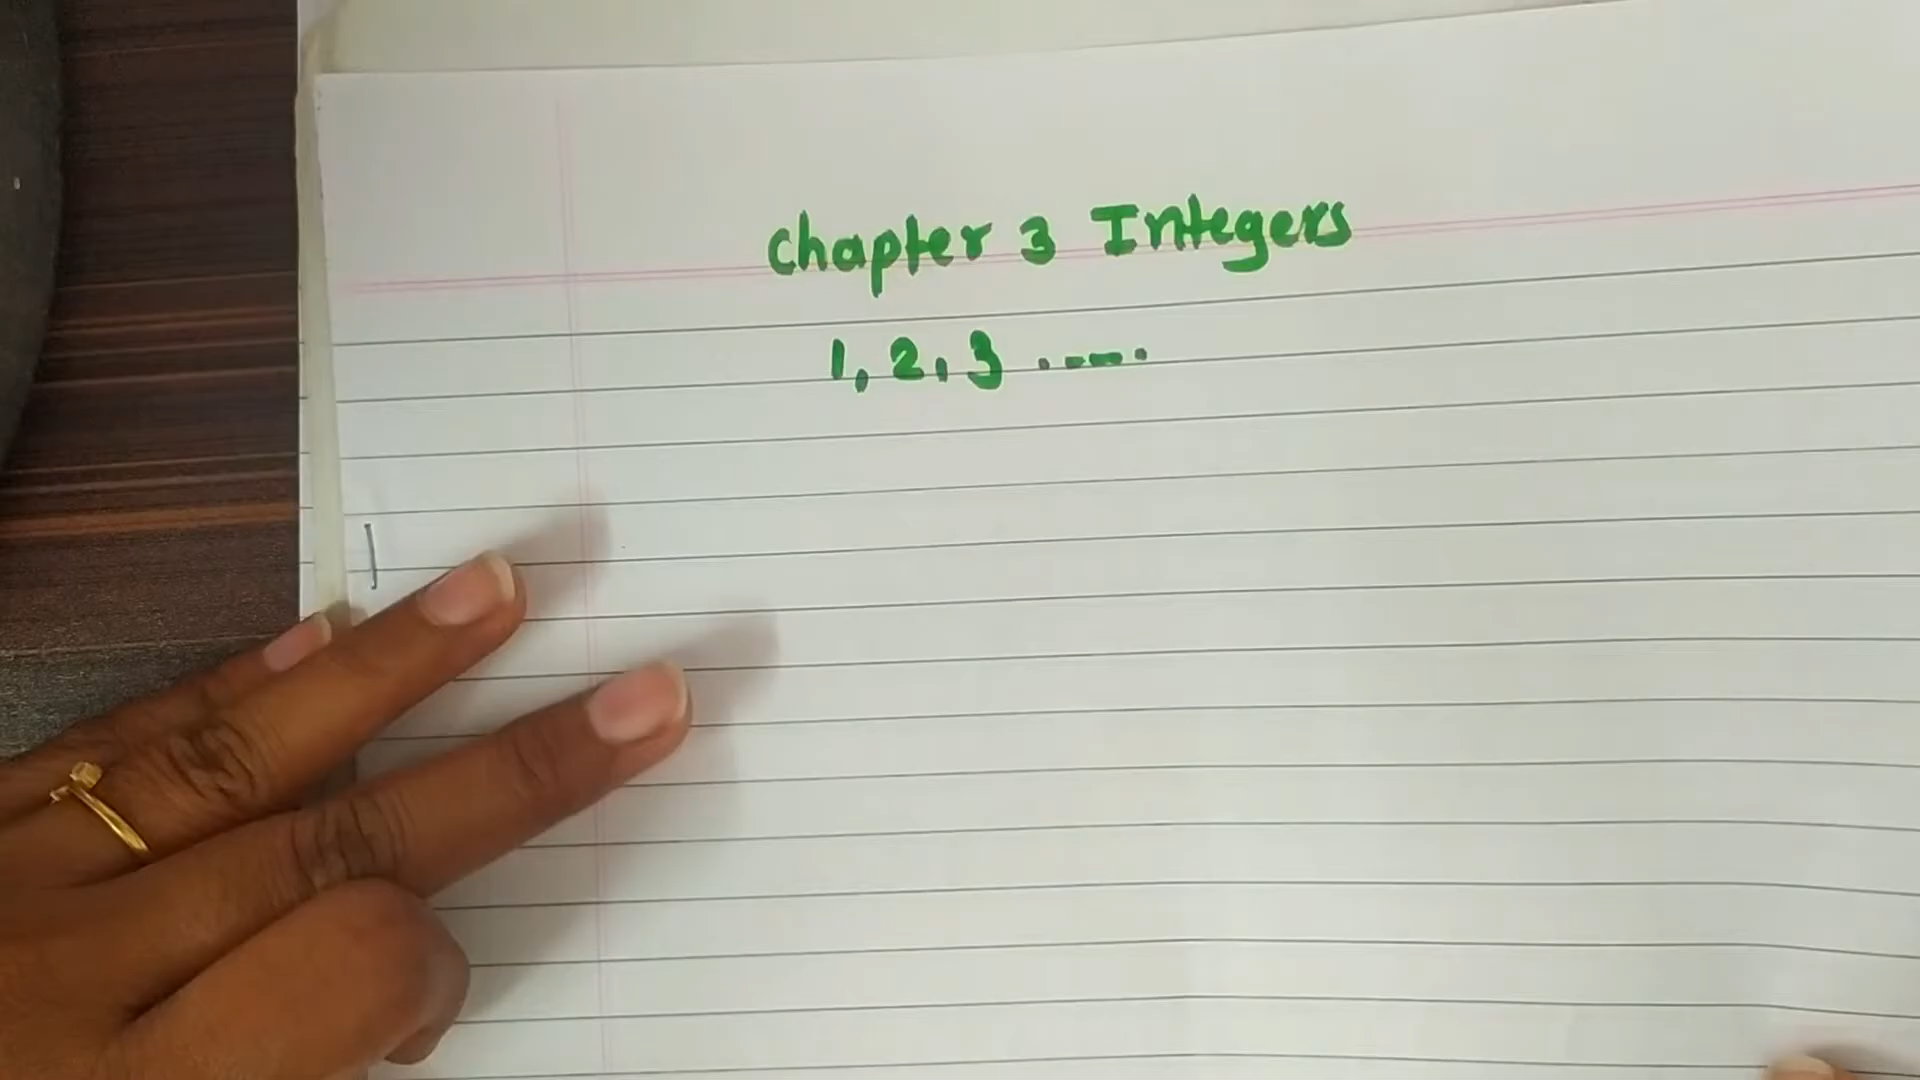 Chapter 3 Integers
1, 2, 3 .....